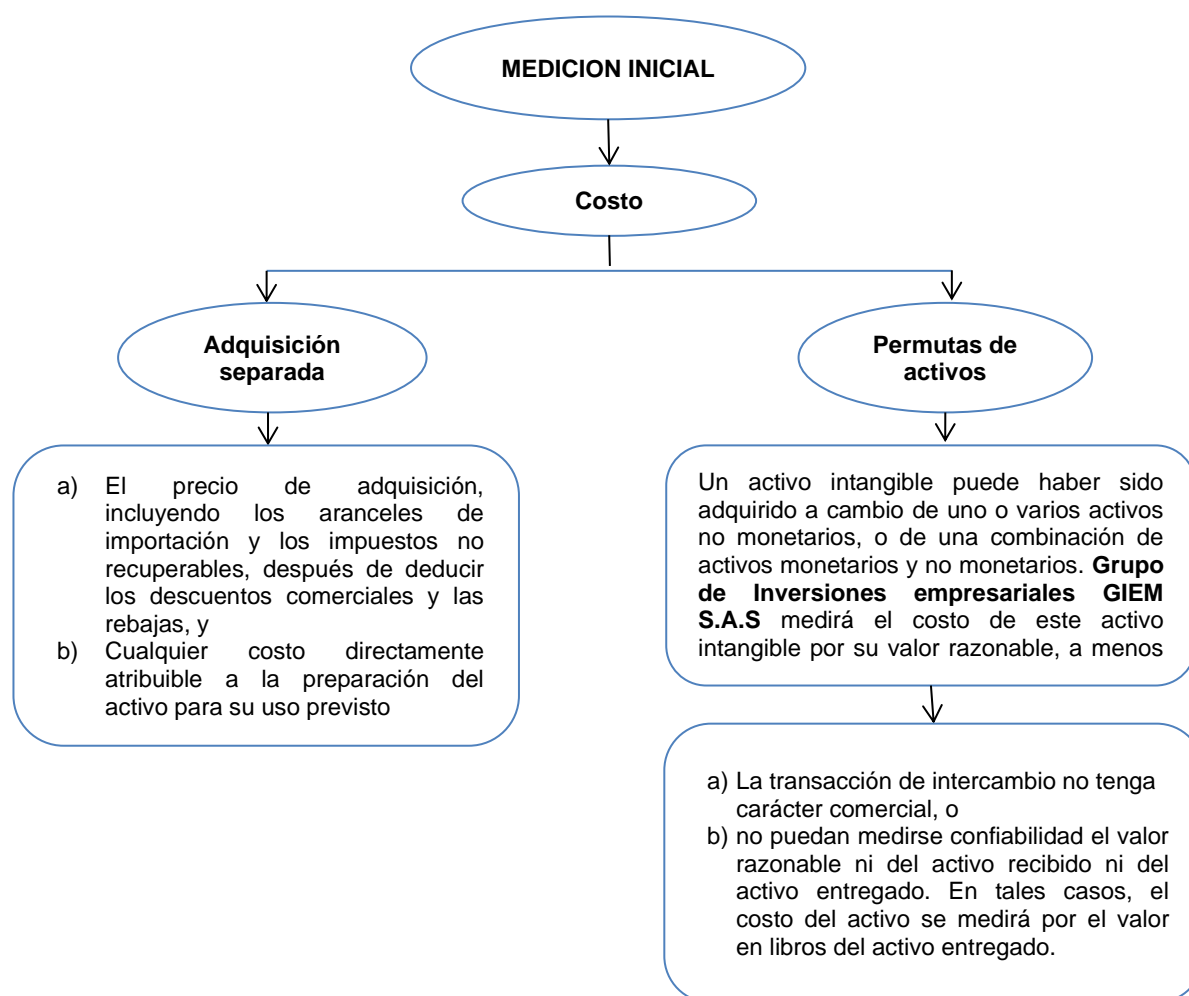 MEDICION INICIAL
Costo
Adquisición
separada
a) El precio de adquisición,
incluyendo los aranceles de
importación y los impuestos no
recuperables, después de deducir
los descuentos comerciales y las
rebajas, y
b) Cualquier costo directamente
atribuible a la preparación del
activo para su uso previsto
Permutas de
activos
Un activo intangible puede haber sido
adquirido a cambio de uno o varios activos
no monetarios, o de una combinación de
activos monetarios y no monetarios. Grupo
de Inversiones empresariales GIEM
S.A.S medirá el costo de este activo
intangible por su valor razonable, a menos
a) La transacción de intercambio no tenga
carácter comercial, o
b) no puedan medirse confiabilidad el valor
razonable ni del activo recibido ni del
activo entregado. En tales casos, el
costo del activo se medirá por el valor
en libros del activo entregado.